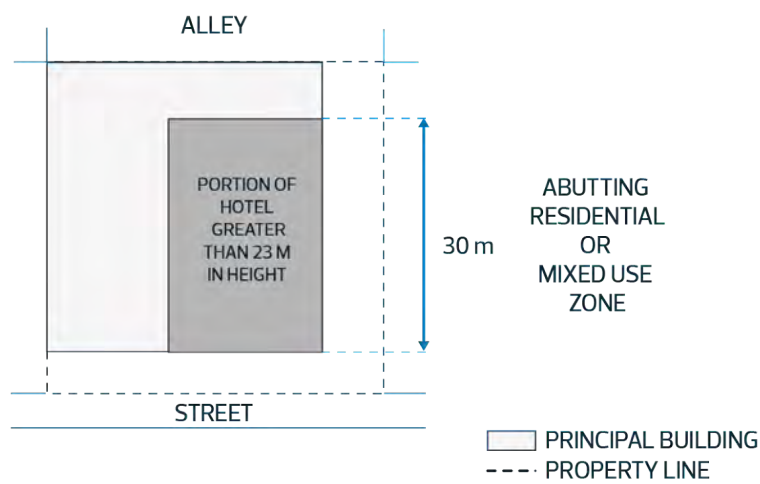 ALLEY
PORTION OF
HOTEL
GREATER
THAN 23 M
IN HEIGHT
30 m
ABUTTING
RESIDENTIAL
OR
MIXED USE
ZONE
STREET
PRINCIPAL BUILDING
PROPERTY LINE